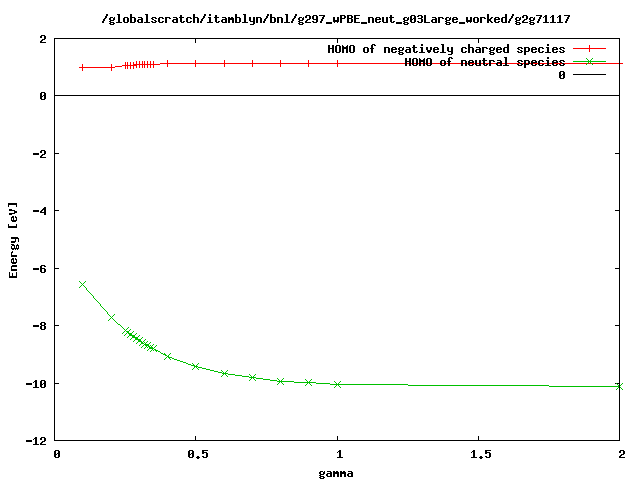 /globalscratch/itamblyn/bnl/g297_wPBE_neut_g03Large_worked/g2g71117
HOMO of negatively charged species
HOMO of neutral species
0
2
0
-2
-4
-6
-8
-10
-12
Energy [eV]
0 0.5 1 1.5 2
gamma